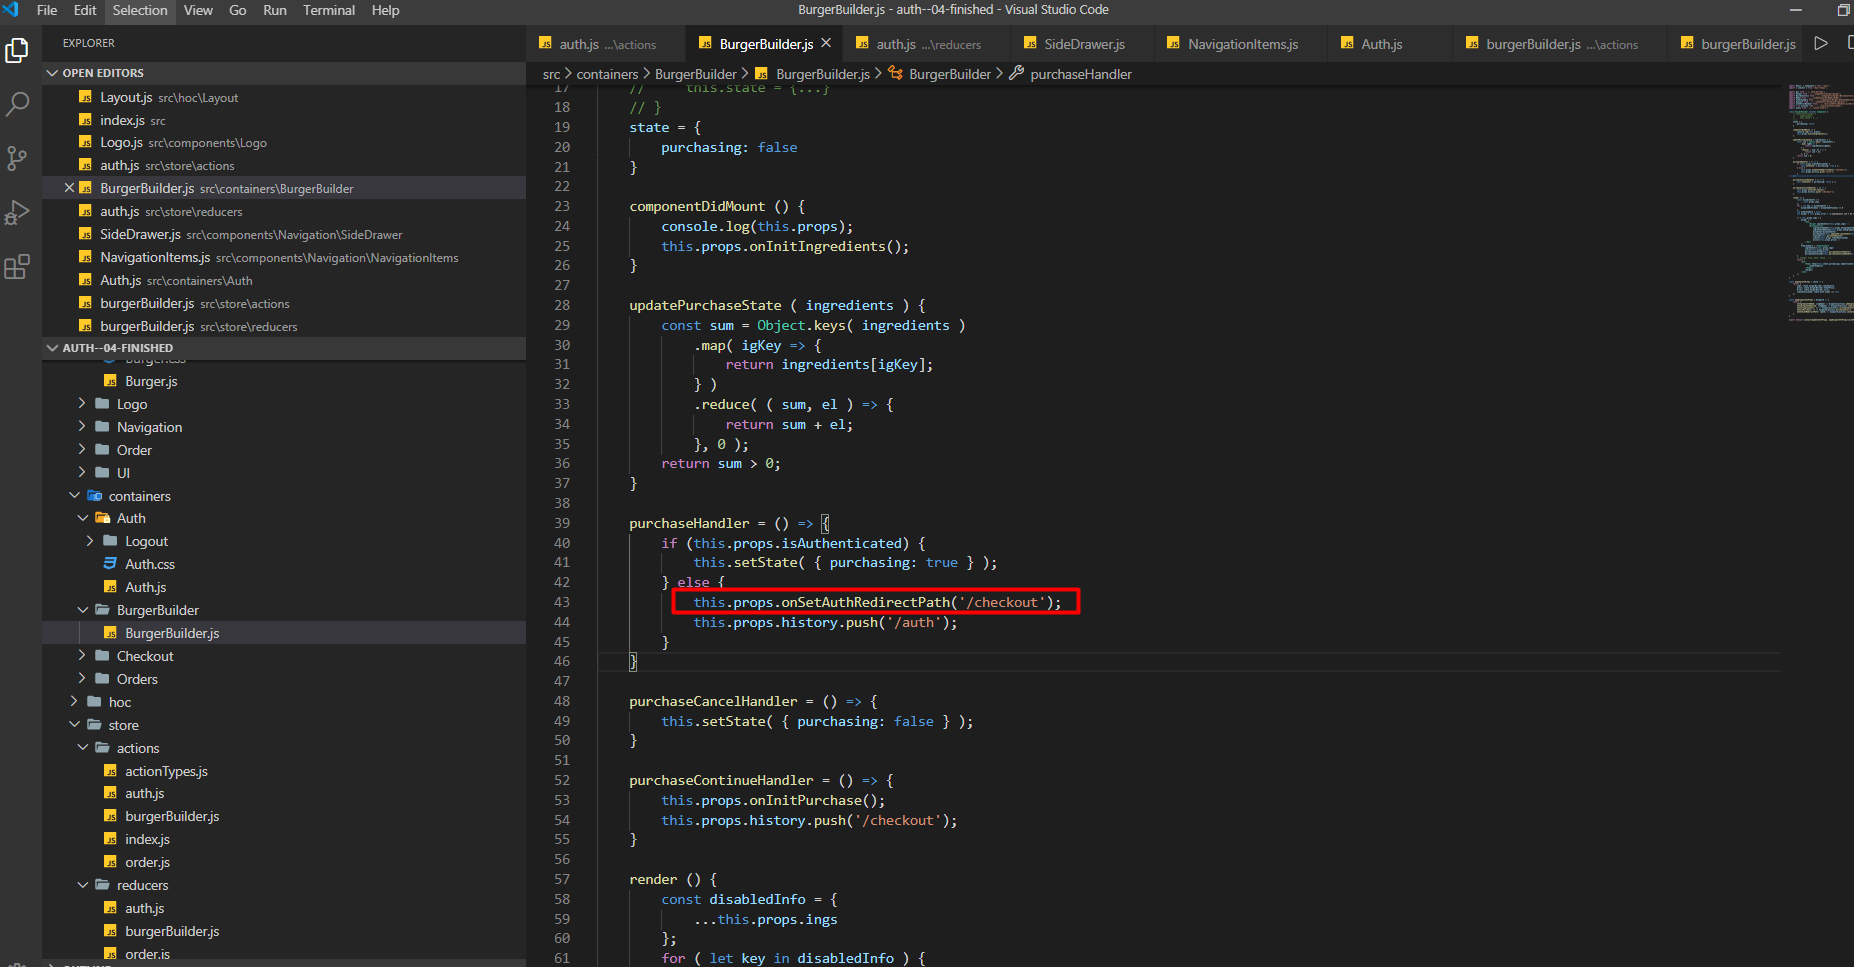 File Edit Selection View Go Run Terminal Help
BurgerBuilder.js - auth--04-finished - Visual Studio Code
EXPLORER
OPEN EDITORS
Layout.js src\hoc\Layout
index.js src
Logo.js src\components\Logo
auth.js src\store\actions
BurgerBuilder.js src\containers\BurgerBuilder
auth.js src\store\reducers
SideDrawer.js src\components\Navigation\SideDrawer
NavigationItems.js src\components\Navigation\NavigationItems
Auth.js src\containers\Auth
burgerBuilder.js src\store\actions
burgerBuilder.js src\store\reducers
AUTH--04-FINISHED
Burger.css
Burger.js
Logo
Navigation
Order
UI
containers
Auth
Logout
Auth.css
Auth.js
BurgerBuilder
BurgerBuilder.js
Checkout
Orders
hoc
store
actions
actionTypes.js
auth.js
burgerBuilder.js
index.js
order.js
reducers
auth.js
burgerBuilder.js
order.js
OUTLINE
auth.js ...\actions BurgerBuilder.js auth.js ...\reducers SideDrawer.js NavigationItems.js Auth.js burgerBuilder.js ...\actions burgerBuilder.js
src > containers > BurgerBuilder > BurgerBuilder.js > BurgerBuilder > purchaseHandler
17 // this.state = {...}
18 // }
19 state = {
20 purchasing: false
21 }
22
23 componentDidMount () {
24 console.log(this.props);
25 this.props.onInitIngredients();
26 }
27
28 updatePurchaseState ( ingredients ) {
29 const sum = Object.keys( ingredients )
30 .map( igKey => {
31 return ingredients[igKey];
32 } )
33 .reduce( ( sum, el ) => {
34 return sum + el;
35 }, 0 );
36 return sum > 0;
37 }
38
39 purchaseHandler = () => {
40 if (this.props.isAuthenticated) {
41 this.setState( { purchasing: true } );
42 } else {
43 this.props.onSetAuthRedirectPath('/checkout');
44 this.props.history.push('/auth');
45 }
46 }
47
48 purchaseCancelHandler = () => {
49 this.setState( { purchasing: false } );
50 }
51
52 purchaseContinueHandler = () => {
53 this.props.onInitPurchase();
54 this.props.history.push('/checkout');
55 }
56
57 render () {
58 const disabledInfo = {
59 ...this.props.ings
60 };
61 for ( let key in disabledInfo ) {